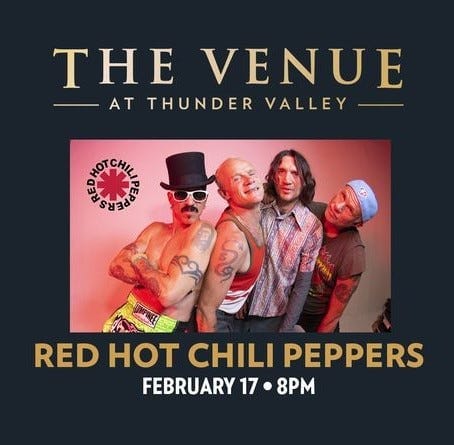 THE VENUE
AT THUNDER VALLEY
RED HOT CHILI PEPPERS
RED HOT CHILI PEPPERS
FEBRUARY 17 • 8PM